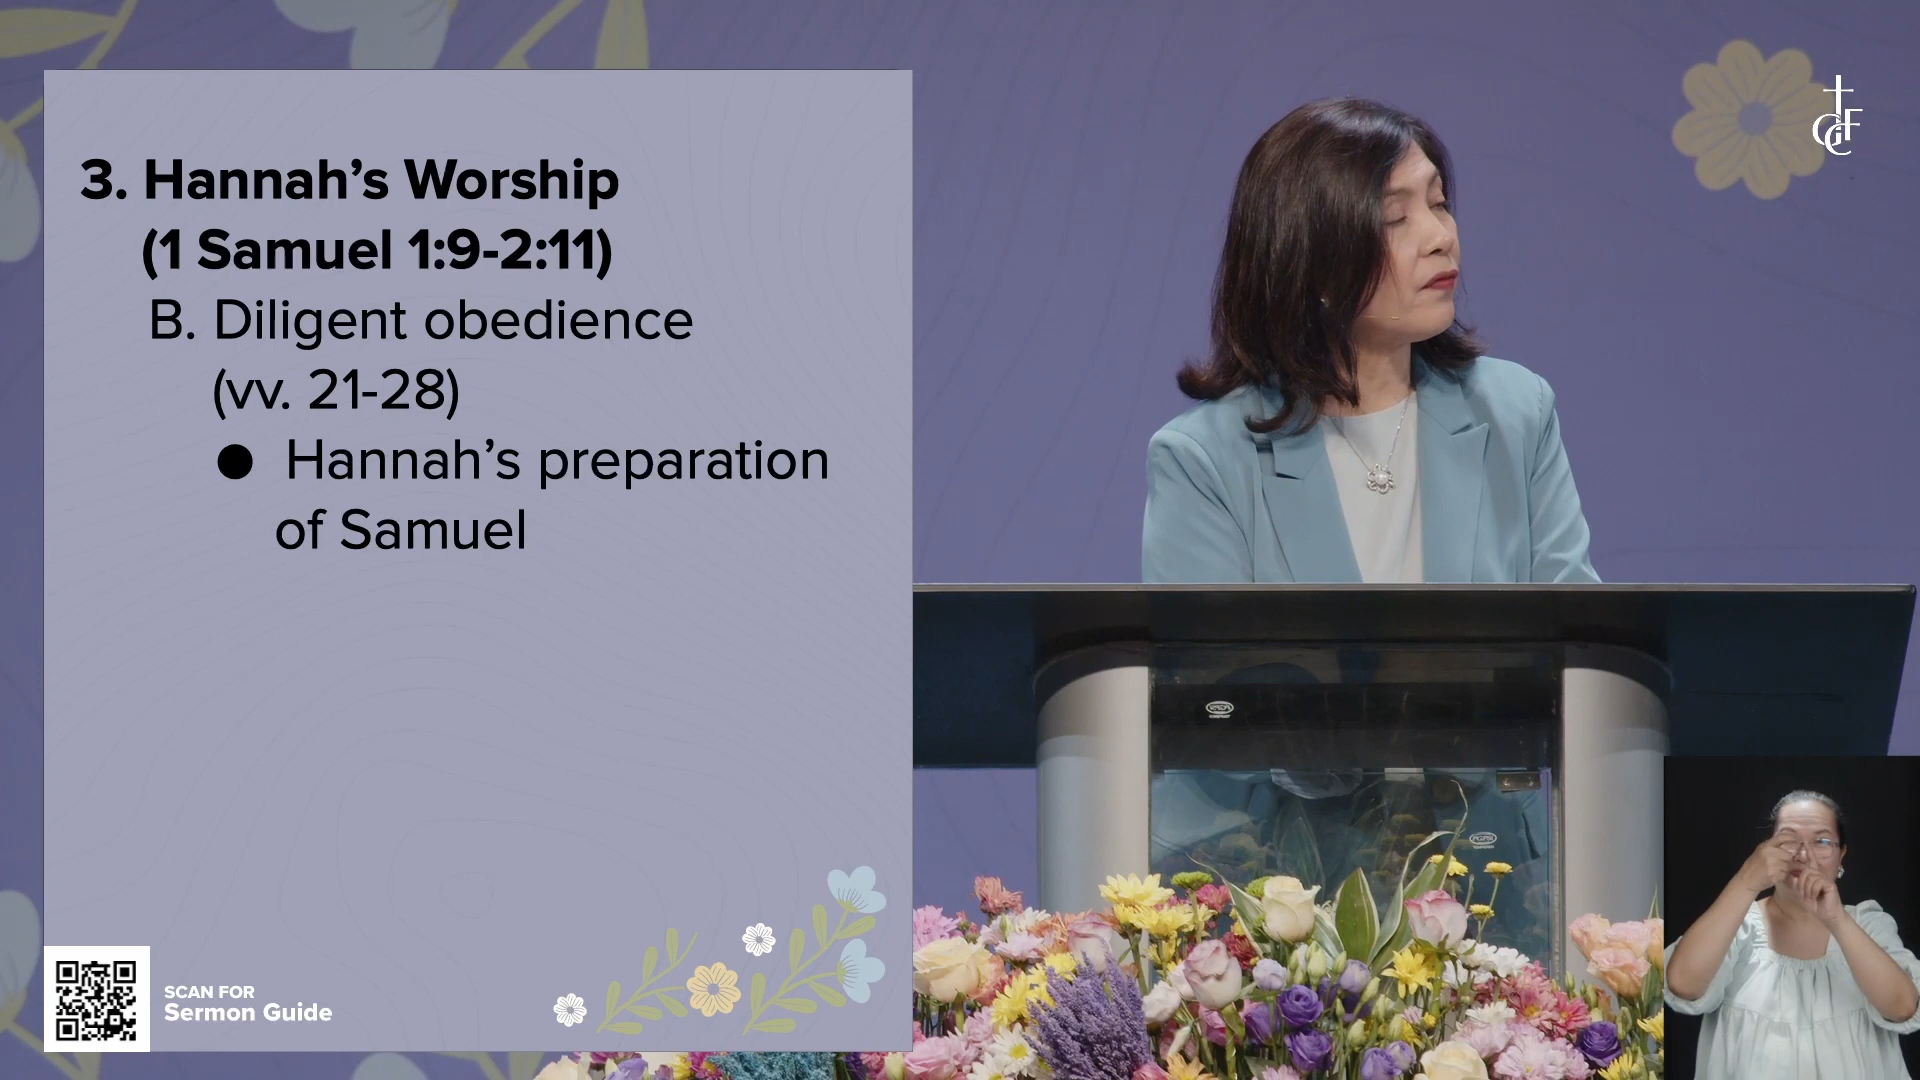 3. Hannah's Worship
(1 Samuel 1:9-2:11)
B. Diligent obedience
(vv. 21-28)
● Hannah's preparation
of Samuel
SCAN FOR
Sermon Guide